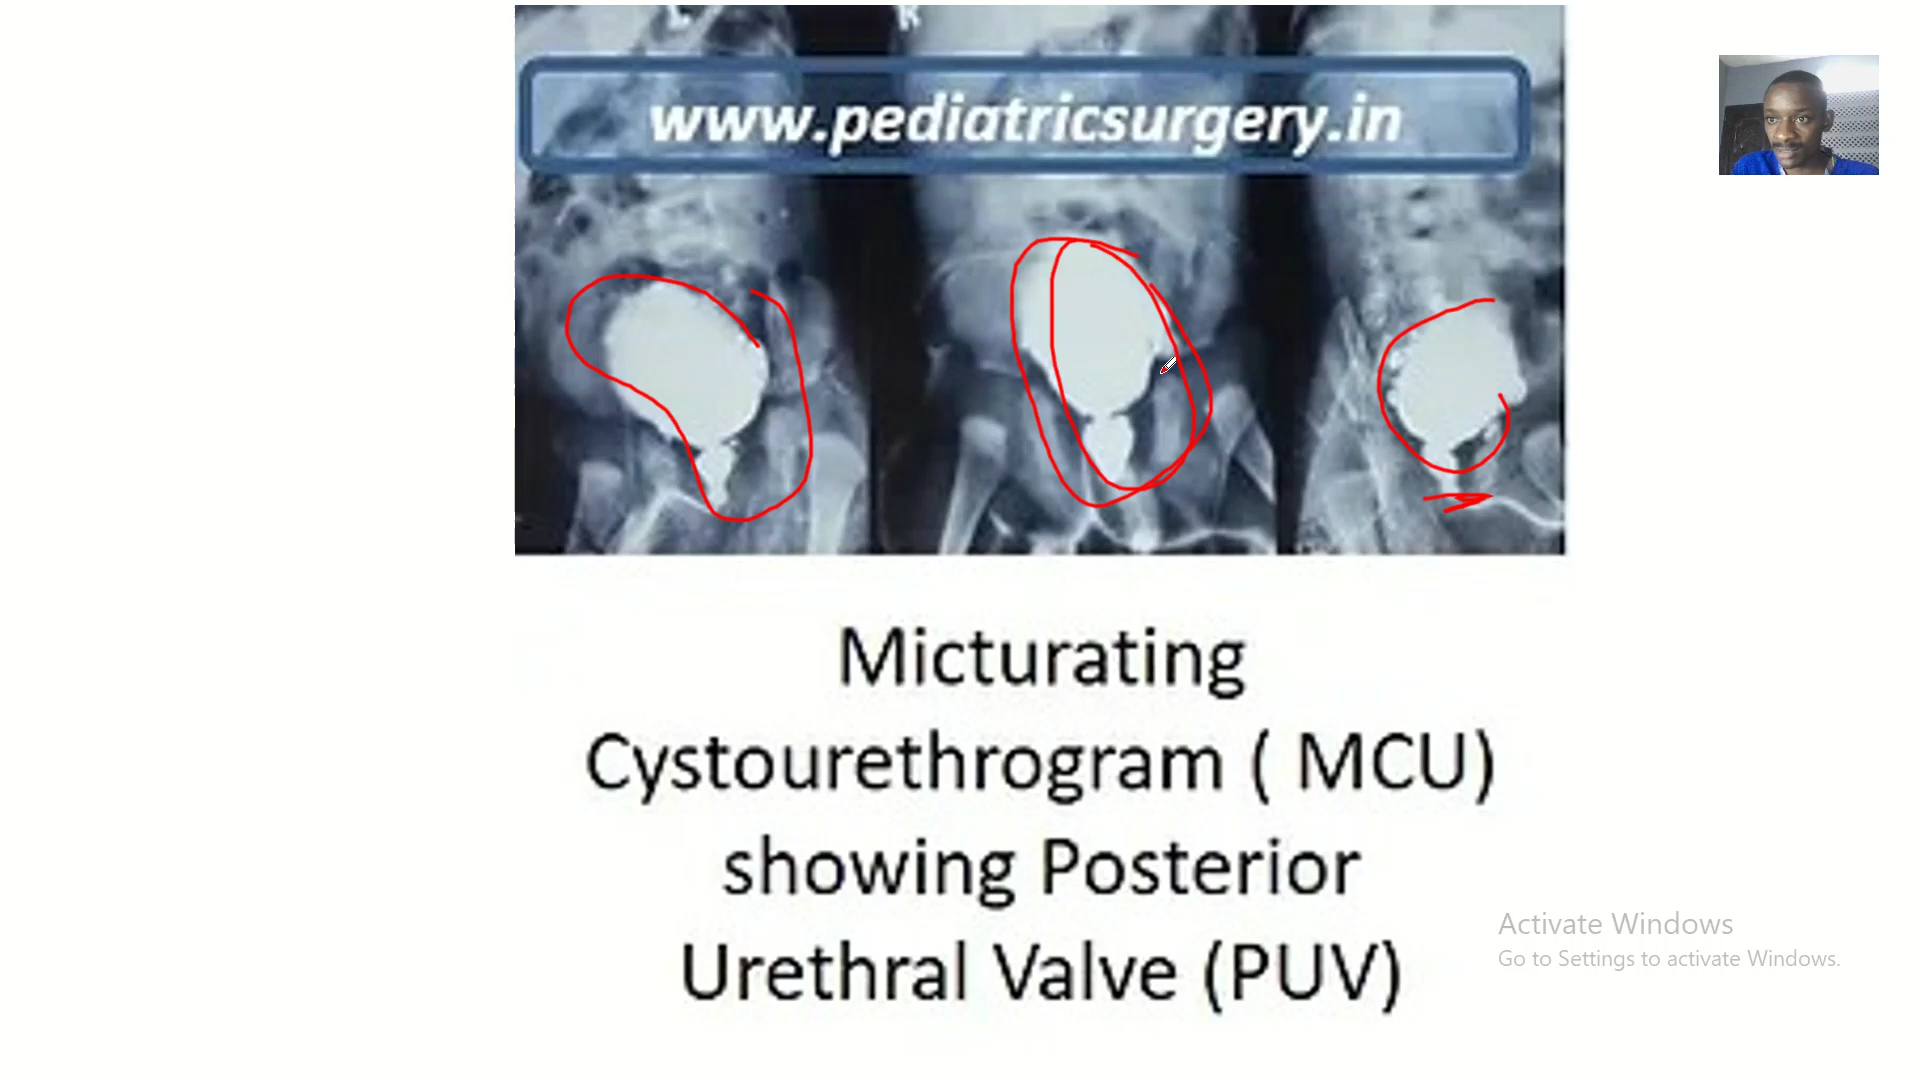 R
www.pediatricsurgery.in
Micturating
Cystourethrogram ( MCU)
showing Posterior
Urethral Valve (PUV)
Activate Windows
Go to Settings to activate Windows.